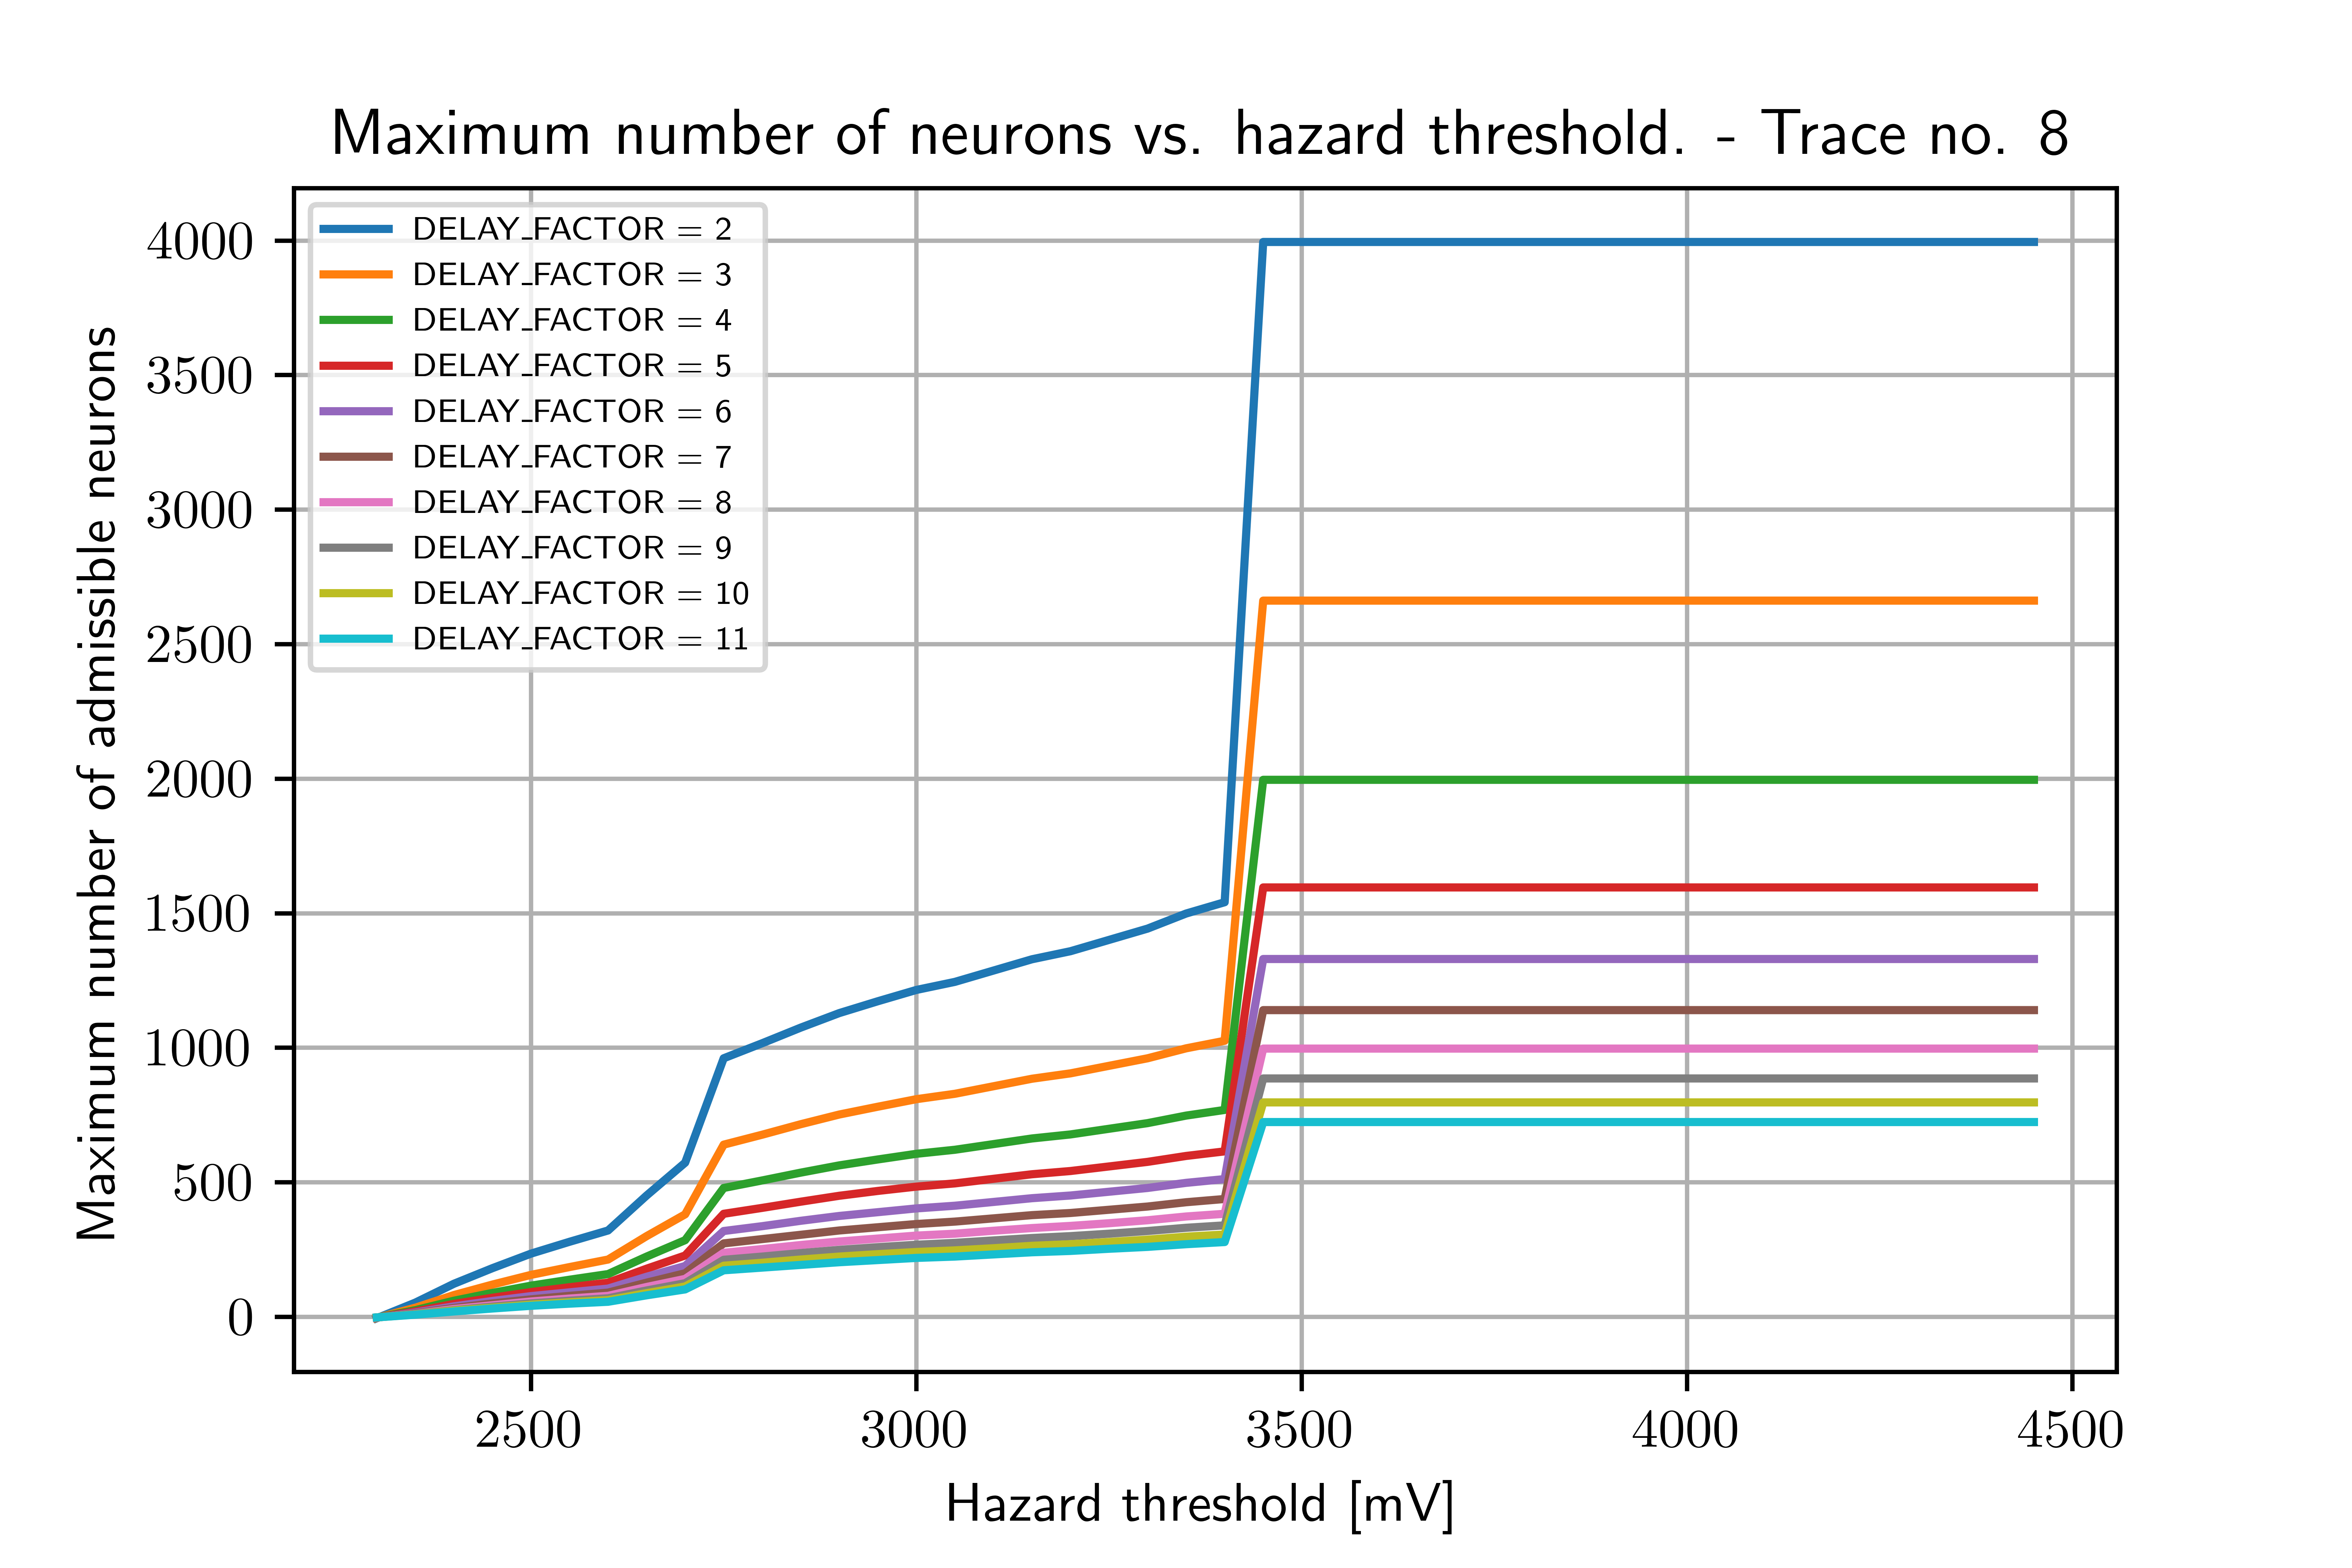 Maximum number of neurons vs. hazard threshold. - Trace no. 8
DELAY_FACTOR = 2
DELAY_FACTOR = 3
DELAY_FACTOR = 4
DELAY_FACTOR = 5
DELAY_FACTOR = 6
DELAY_FACTOR = 7
DELAY_FACTOR = 8
DELAY_FACTOR = 9
DELAY_FACTOR = 10
DELAY_FACTOR = 11
Maximum number of admissible neurons
4000
3500
3000
2500
2000
1500
1000
500
0
2500 3000 3500 4000 4500
Hazard threshold [mV]